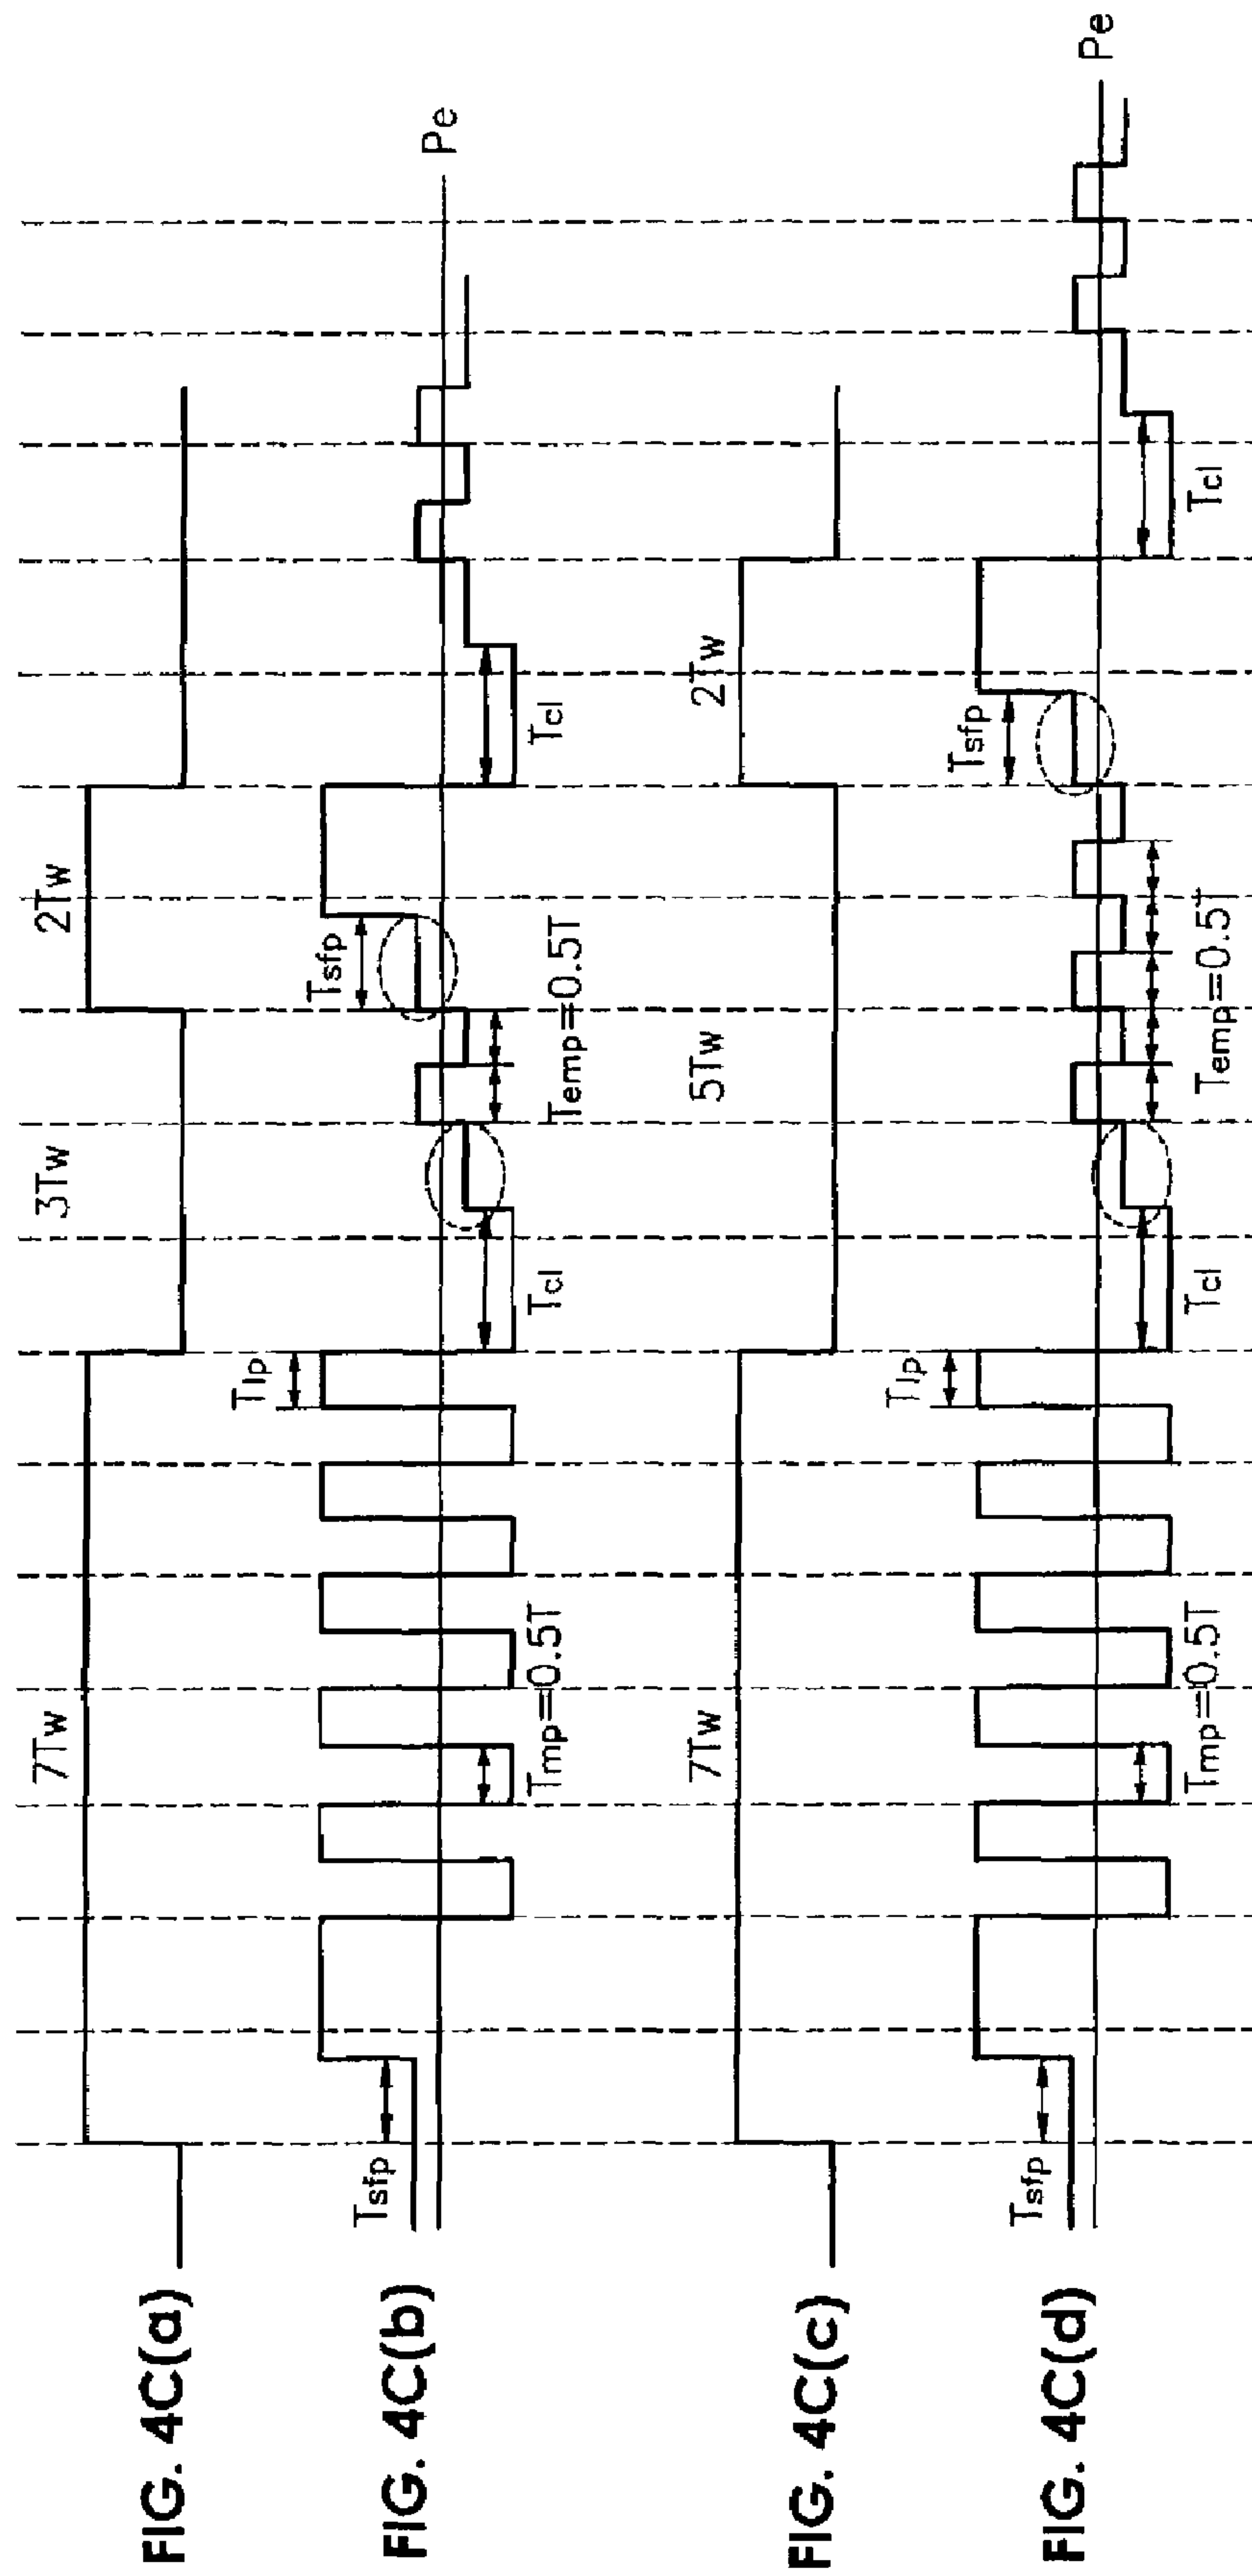 FIG. 4C(a)
7Tw
3Tw
2Tw
FIG. 4C(b)
Tsfp
Tmp=0.5T
Tlp
Tcl
Temp=0.5T
Tsfp
Tcl
Pe
FIG. 4C(c)
7Tw
5Tw
2Tw
FIG. 4C(d)
Tsfp
Tmp=0.5T
Tlp
Tcl
Temp=0.5T
Tsfp
Tcl
Pe